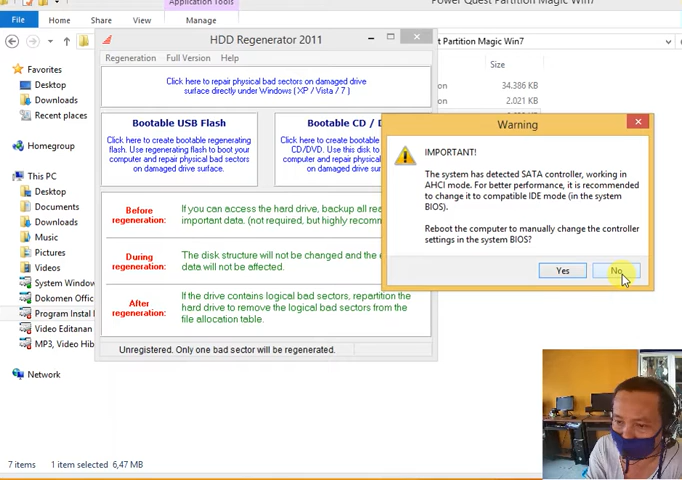 Application Tools
Power Quest Partition Magic Win7
File
Home
Share
View
Manage
st Partition Magic Win7
Favorites
Desktop
Downloads
Recent places
Homegroup
This PC
Desktop
Documents
Downloads
Music
Pictures
Videos
System Window
Dokomen Offic
Program Instal
Video Editanan
MP3, Video Hib
Network
7 items
1 item selected 6,47 MB
HDD Regenerator 2011
Regeneration
Full Version
Help
Click here to repair physical bad sectors on damaged drive
surface directly under Windows ( XP / Vista / 7 )
Bootable USB Flash
Click here to create bootable regenerating
flash. Use regenerating flash to boot your
computer and repair physical bad sectors
on damaged drive surface.
Bootable CD / D
Click here to create bo
CD/DVD. Use this disk to
computer and repair phys
on damaged drive
Before
regeneration:
If you can access the hard drive, backup all rea
important data. (not required, but highly recomm
During
regeneration:
The disk structure will not be changed and the e
data will not be affected.
After
regeneration:
If the drive contains logical bad sectors, repartition the
hard drive to remove the logical bad sectors from the
file allocation table.
Unregistered. Only one bad sector will be regenerated.
Size
on
34.386 KB
2.021 KB
Warning
IMPORTANT!
The system has detected SATA controller, working in
AHCI mode. For better performance, it is recommended
to change it to compatible IDE mode (in the system
BIOS).
Reboot the computer to manually change the controller
settings in the system BIOS?
Yes
No